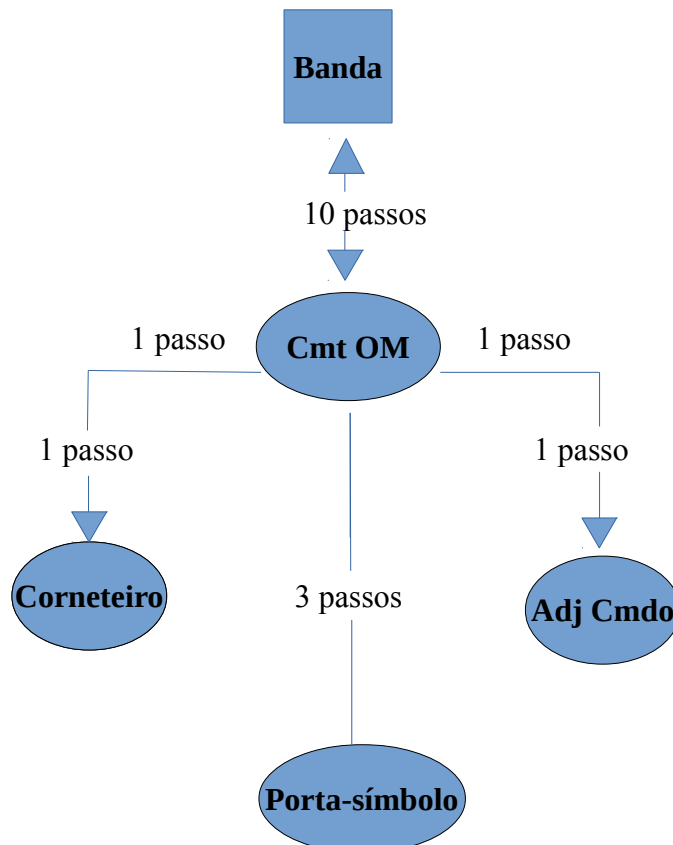 Banda
10 passos
1 passo
Cmt OM
1 passo
1 passo
1 passo
Corneteiro
3 passos
Adj Cmdo
Porta-símbolo